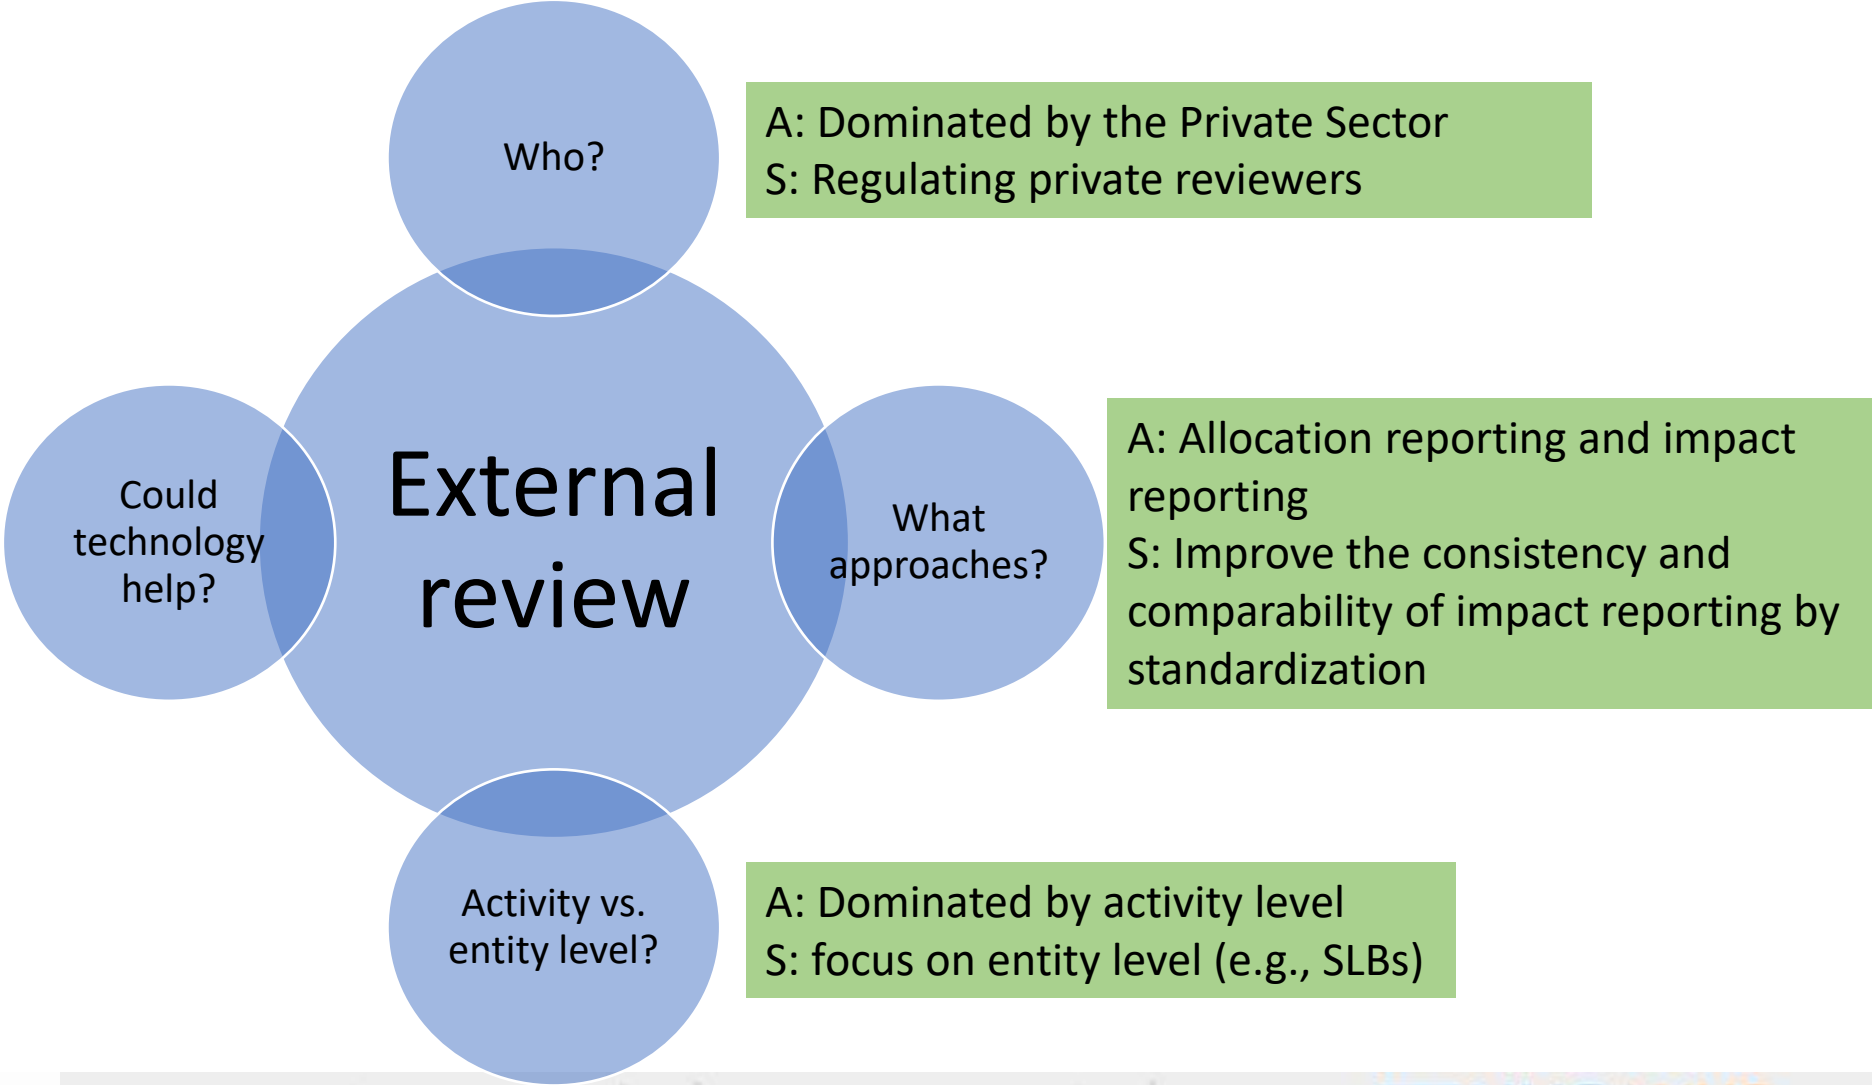 Who?
A: Dominated by the Private Sector
S: Regulating private reviewers
Could
technology
help?
External
review
What
approaches?
A: Allocation reporting and impact
reporting
S: Improve the consistency and
comparability of impact reporting by
standardization
Activity vs.
entity level?
A: Dominated by activity level
S: focus on entity level (e.g., SLBs)